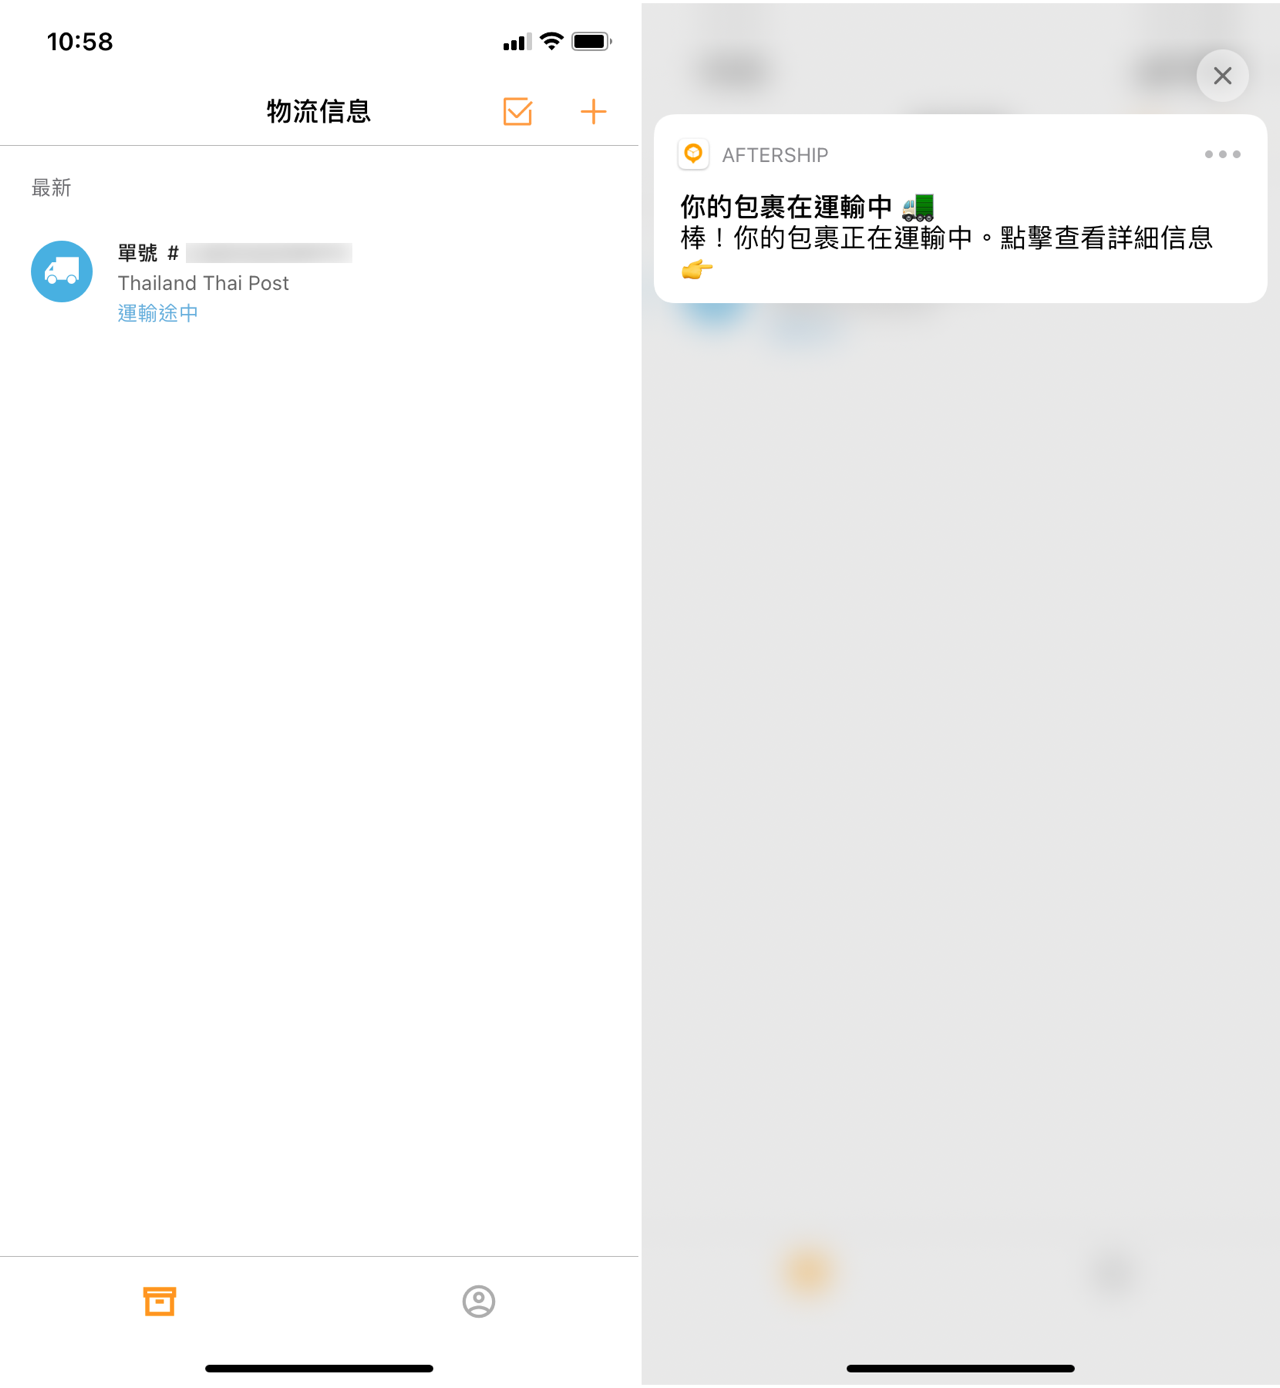 10:58
物流信息
最新
單號 #
Thailand Thai Post
運輸途中
AFTERSHIP
你的包裹在運輸中 🚛
棒！你的包裹正在運輸中。點擊查看詳細信息
👉